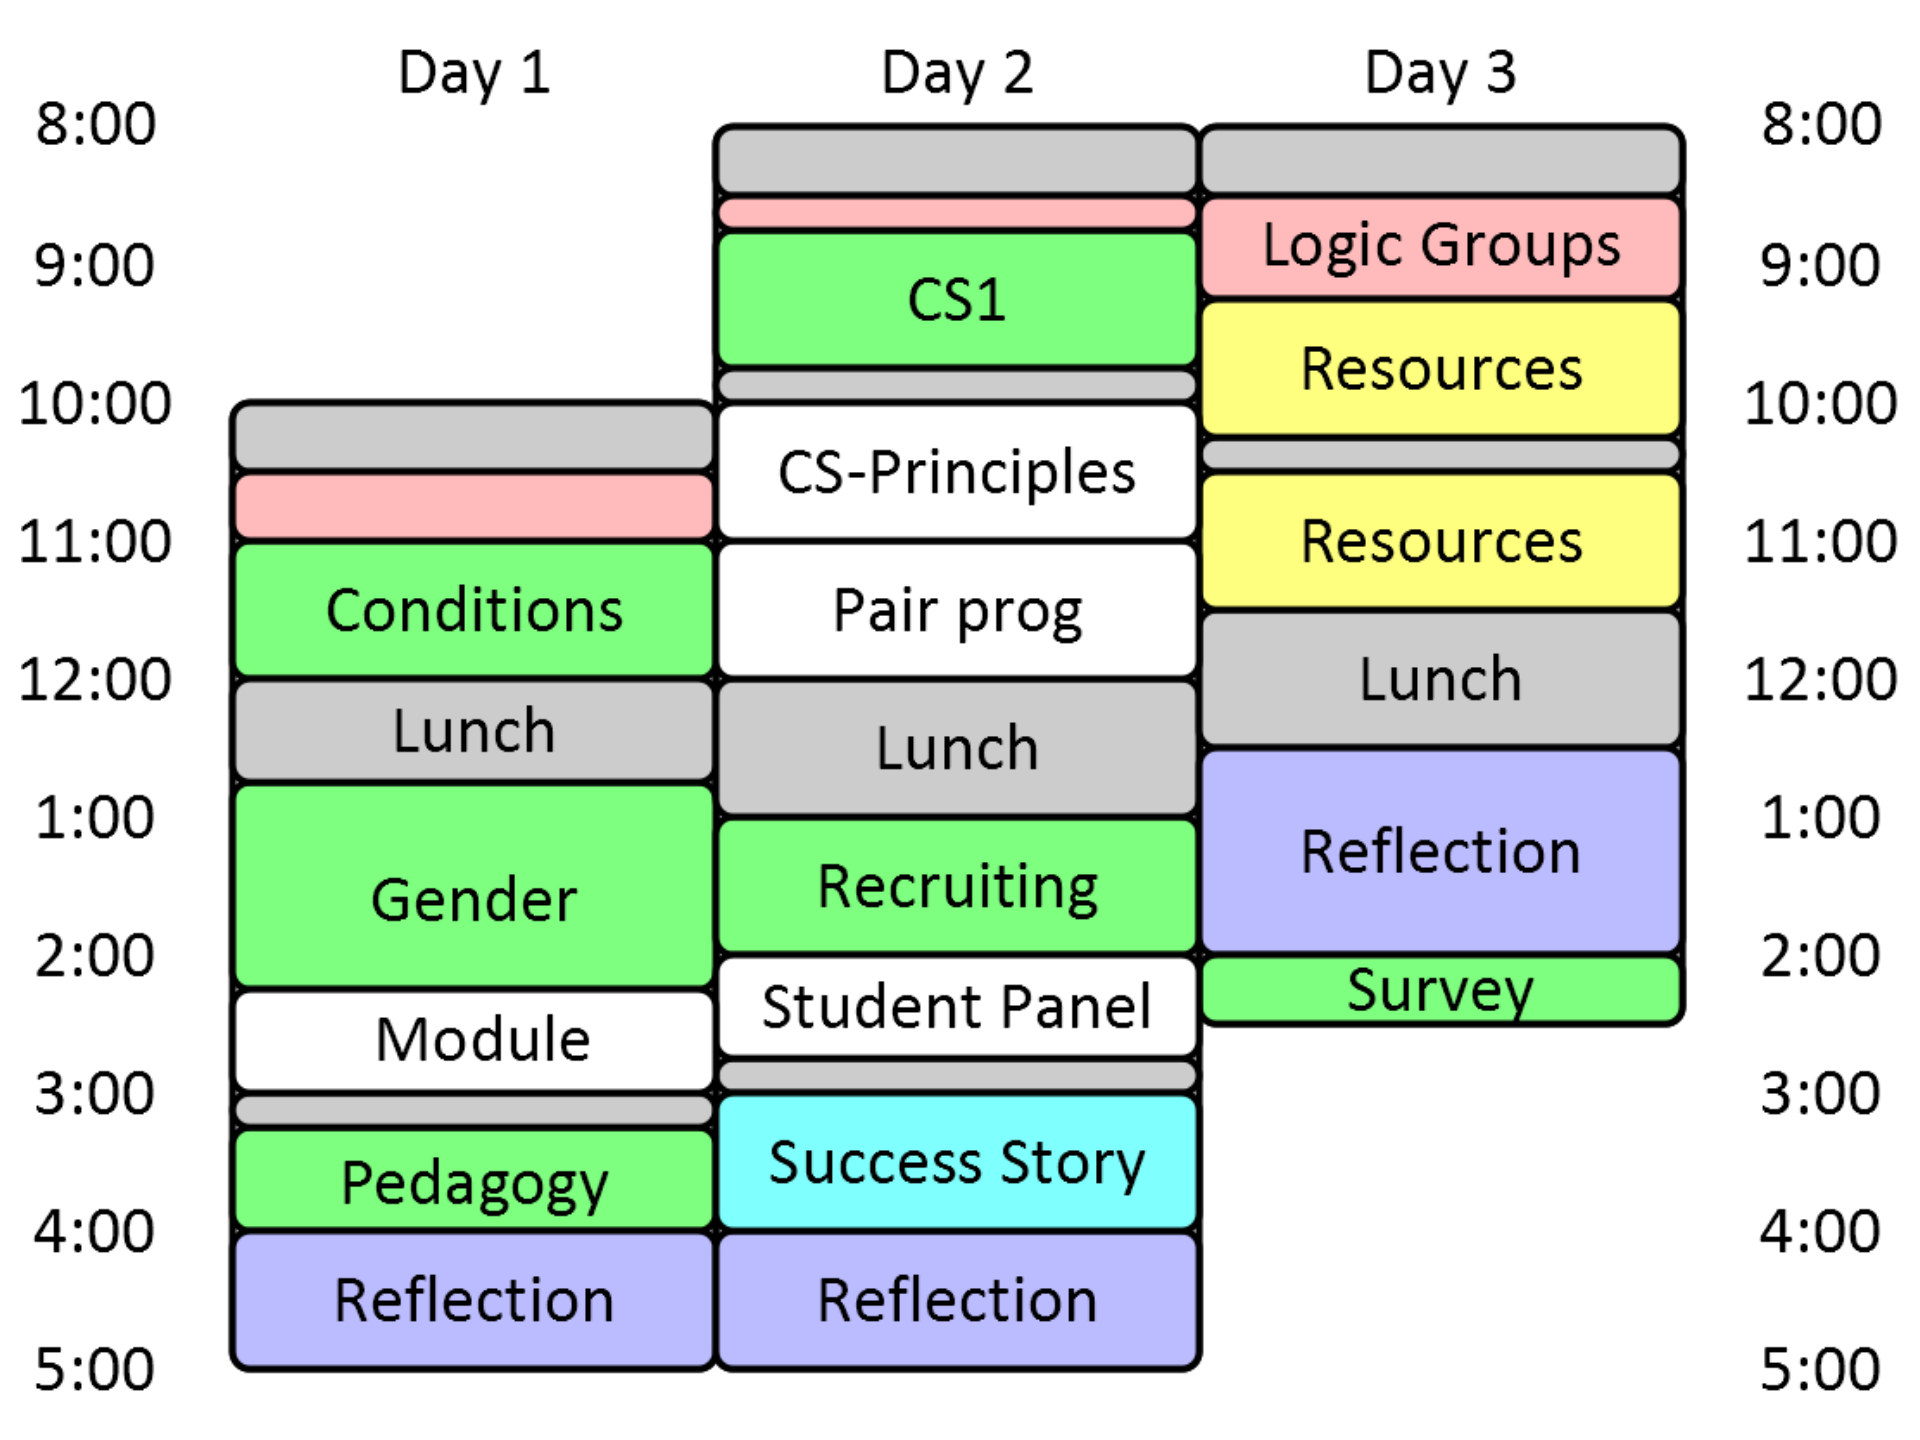 Day 1 Day 2 Day 3
8:00 8:00
Logic Groups
9:00 9:00
CS1
Resources
10:00 10:00
CS-Principles
11:00 Resources 11:00
Conditions Pair prog
12:00 Lunch 12:00
Lunch Lunch
1:00 1:00
Reflection
Gender Recruiting
2:00 2:00
Student Panel Survey
Module
3:00 3:00
Pedagogy Success Story
4:00 4:00
Reflection Reflection
5:00 5:00